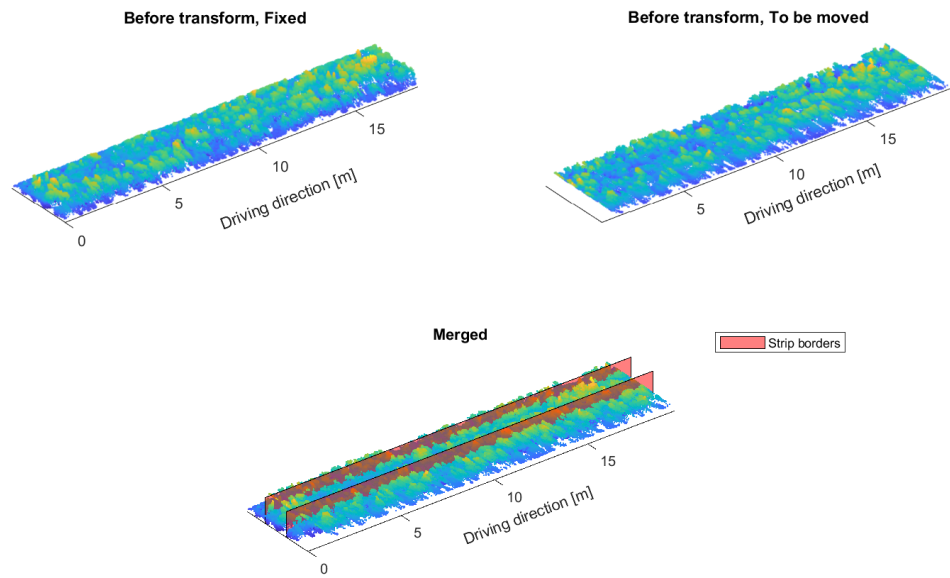 Before transform, Fixed
Before transform, To be moved
0
5
10
15
Driving direction [m]
5
10
15
Driving direction [m]
Merged
Strip borders
0
5
10
15
Driving direction [m]